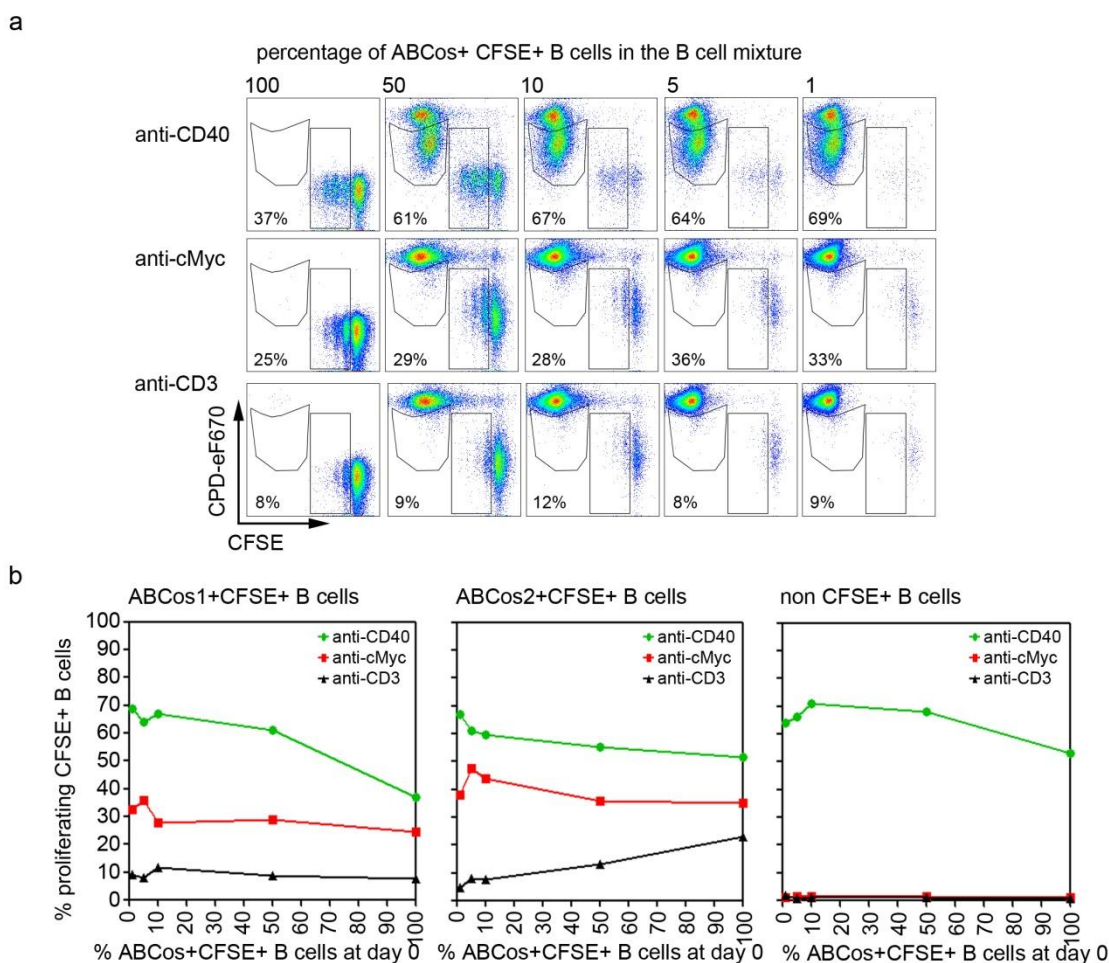 a
percentage of ABCos+ CFSE+ B cells in the B cell mixture
100 50 10 5 1
anti-CD40
37% 61% 67% 64% 69%
anti-cMyc
25% 29% 28% 36% 33%
anti-CD3
8% 9% 12% 8% 9%
CPD-eF670
CFSE
b
ABCos1+CFSE+ B cells ABCos2+CFSE+ B cells non CFSE+ B cells
% proliferating CFSE+ B cells
100
90
80
70
60
50
40
30
20
10
0
anti-CD40 anti-CD40 anti-CD40
anti-cMyc anti-cMyc anti-cMyc
anti-CD3 anti-CD3 anti-CD3
0 10 20 30 40 50 60 70 80 90 100 0 10 20 30 40 50 60 70 80 90 100 0 10 20 30 40 50 60 70 80 90 100
% ABCos+CFSE+ B cells at day 0 % ABCos+CFSE+ B cells at day 0 % ABCos+CFSE+ B cells at day 0